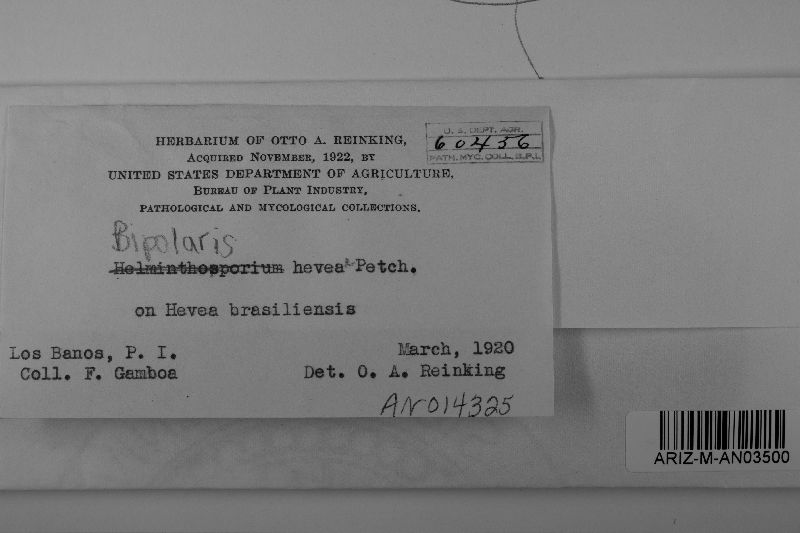 HERBARIUM OF OTTO A. REINKING,
ACQUIRED NOVEMBER, 1922, BY
UNITED STATES DEPARTMENT OF AGRICULTURE,
BUREAU OF PLANT INDUSTRY,
PATHOLOGICAL AND MYCOLOGICAL COLLECTIONS.
U. S. DEPT. AGR.
60456
PATH. MYC. COLL. B.P.I.
Bipolaris
Helminthosporium heveae Petch.
on Hevea brasiliensis
Los Banos, P. I.
March, 1920
Coll. F. Gamboa
Det. O. A. Reinking
AN014325
ARIZ-M-AN03500